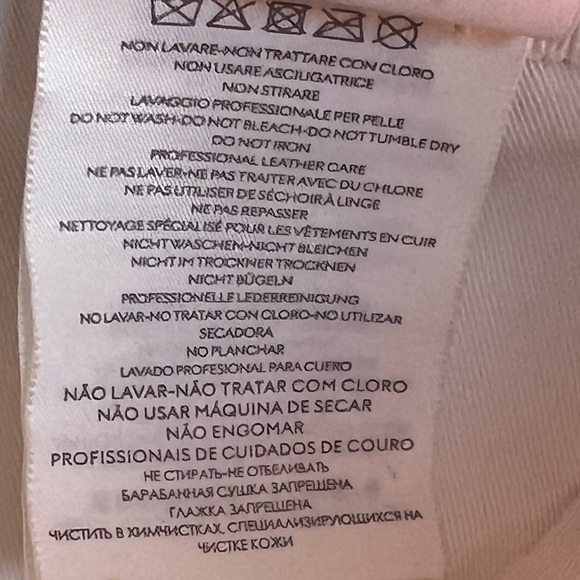 NON LAVARE-NON TRATTARE CON CLORO
NON USARE ASCIUGATRICE
NON STIRARE
LAVAGGIO PROFESSIONALE PER PELLE
DO NOT WASH-DO NOT BLEACH-DO NOT TUMBLE DRY
DO NOT IRON
PROFESSIONAL LEATHER CARE
NE PAS LAVER-NE PAS TRAITER AVEC DU CHLORE
NE PAS UTILISER DE SÉCHOIR À LINGE
NE PAS REPASSER
NETTOYAGE SPÉCIALISÉ POUR LES VÊTEMENTS EN CUIR
NICHT WASCHEN-NICHT BLEICHEN
NICHT IM TROCKNER TROCKNEN
NICHT BÜGELN
PROFESSIONELLE LEDERREINIGUNG
NO LAVAR-NO TRATAR CON CLORO-NO UTILIZAR
SECADORA
NO PLANCHAR
LAVADO PROFESIONAL PARA CUERO
NÃO LAVAR-NÃO TRATAR COM CLORO
NÃO USAR MÁQUINA DE SECAR
NÃO ENGOMAR
PROFISSIONAIS DE CUIDADOS DE COURO
НЕ СТИРАТЬ-НЕ ОТБЕЛИВАТЬ
БАРАБАННАЯ СУШКА ЗАПРЕЩЕНА
ГЛАЖКА ЗАПРЕЩЕНА
ЧИСТИТЬ В ХИМЧИСТКАХ, СПЕЦИАЛИЗИРУЮЩИХСЯ НА
ЧИСТКЕ КОЖИ